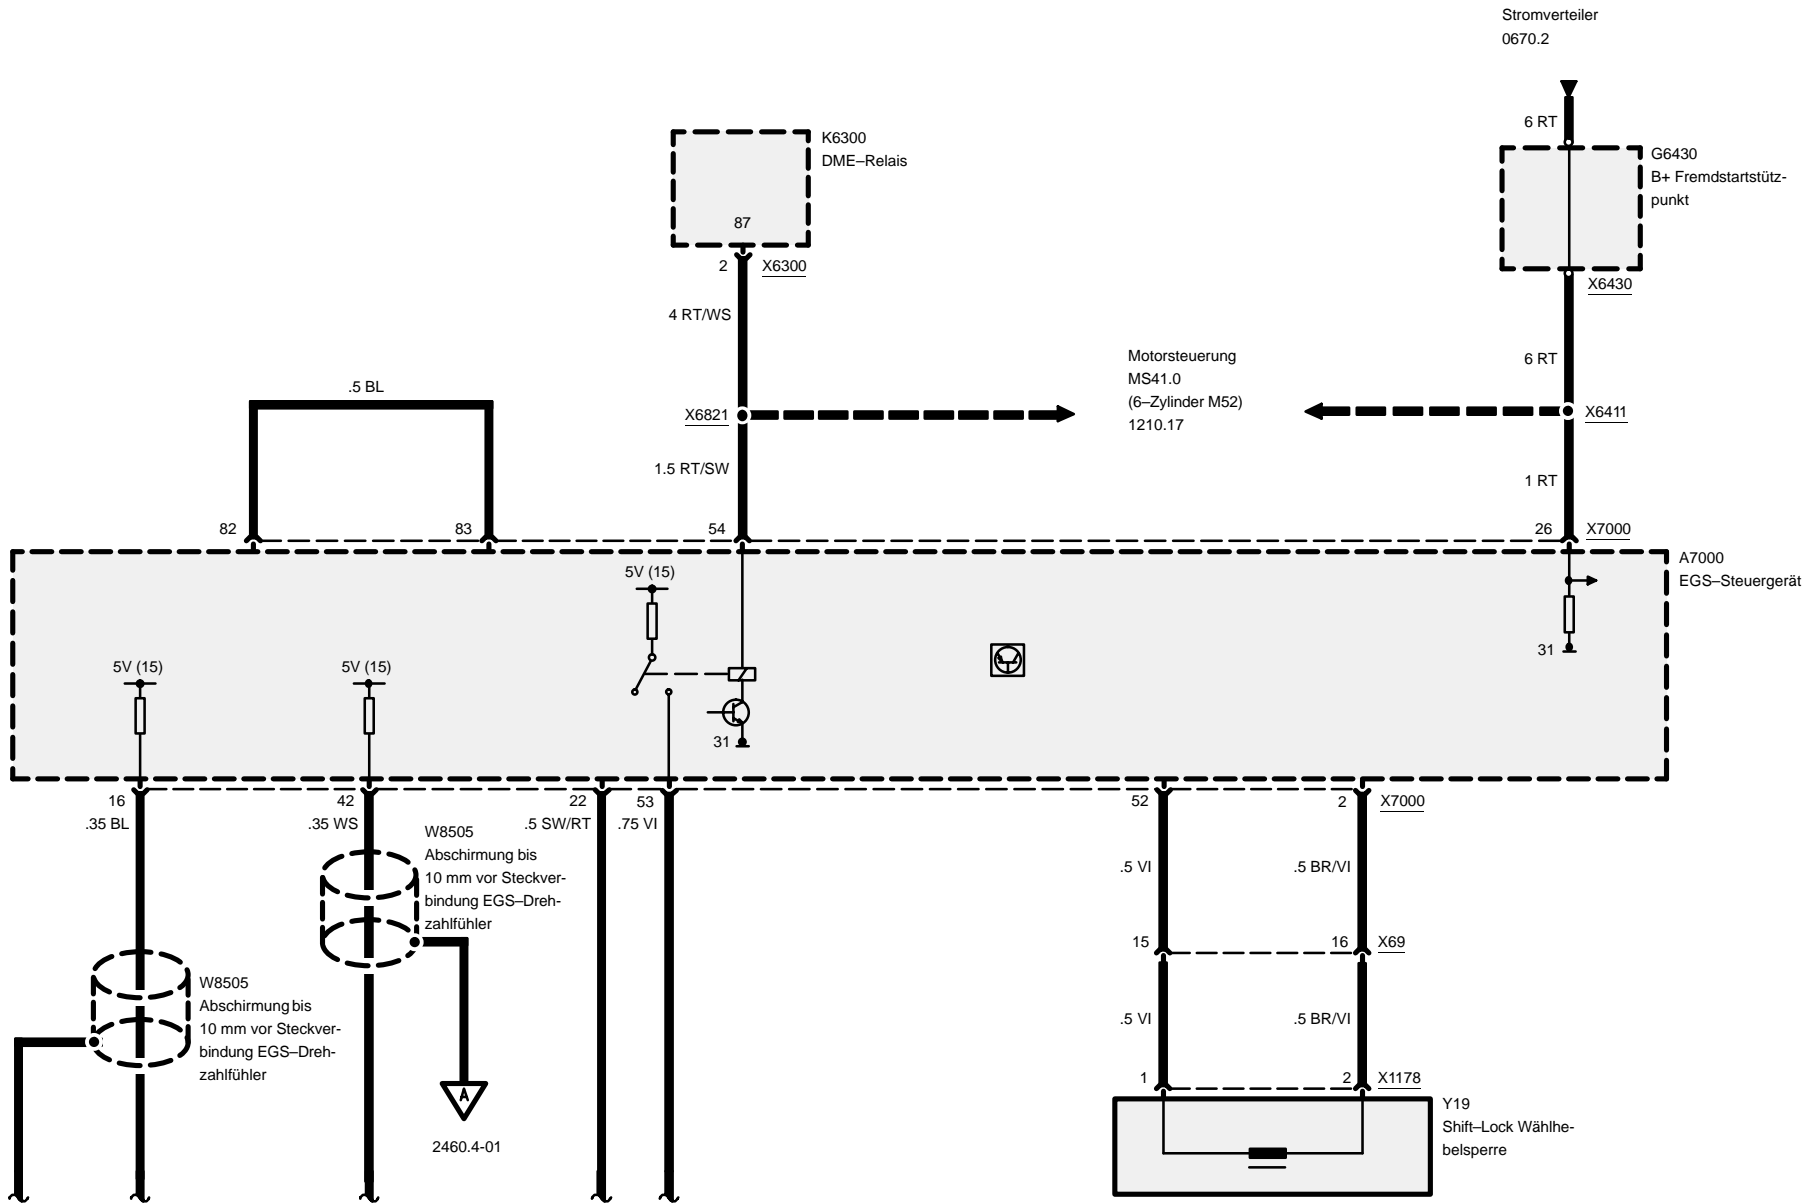 Stromverteiler
0670.2
6 RT
K6300
DME–Relais
87
G6430
B+ Fremdstartstütz-
punkt
2
X6300
X6430
4 RT/WS
Motorsteuerung
MS41.0
(6–Zylinder M52)
1210.17
6 RT
.5 BL
X6821
X6411
1.5 RT/SW
1 RT
82
83
54
26
X7000
A7000
EGS–Steuergerät
5V (15)
31
5V (15)
5V (15)
31
16
42
22
53
52
2
X7000
.35 BL
.35 WS
.5 SW/RT
.75 VI
W8505
Abschirmung bis
10 mm vor Steckver-
bindung EGS–Dreh-
zahlfühler
.5 VI
.5 BR/VI
15
16
X69
W8505
Abschirmung bis
10 mm vor Steckver-
bindung EGS–Dreh-
zahlfühler
.5 VI
.5 BR/VI
A
2460.4-01
1
2
X1178
Y19
Shift–Lock Wählhe-
belsperre